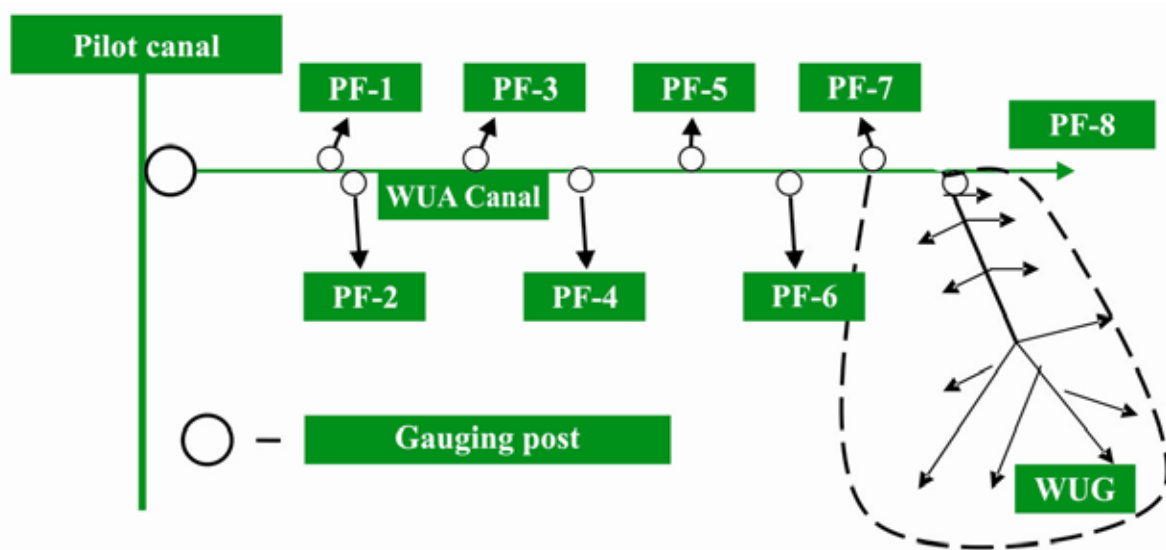 Pilot canal
PF-1
PF-3
PF-5
PF-7
PF-8
WUA Canal
PF-2
PF-4
PF-6
Gauging post
WUG